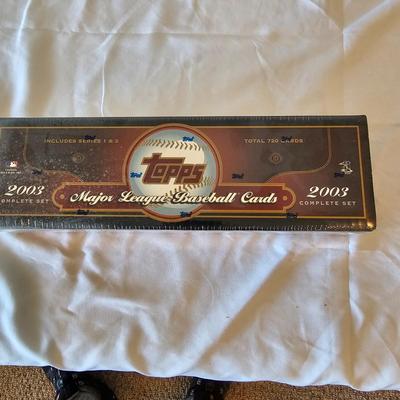 INCLUDES SERIES 1 & 2
TOTAL 720 CARDS
TOPPS
2003
COMPLETE SET
Major League Baseball Cards
2003
COMPLETE SET